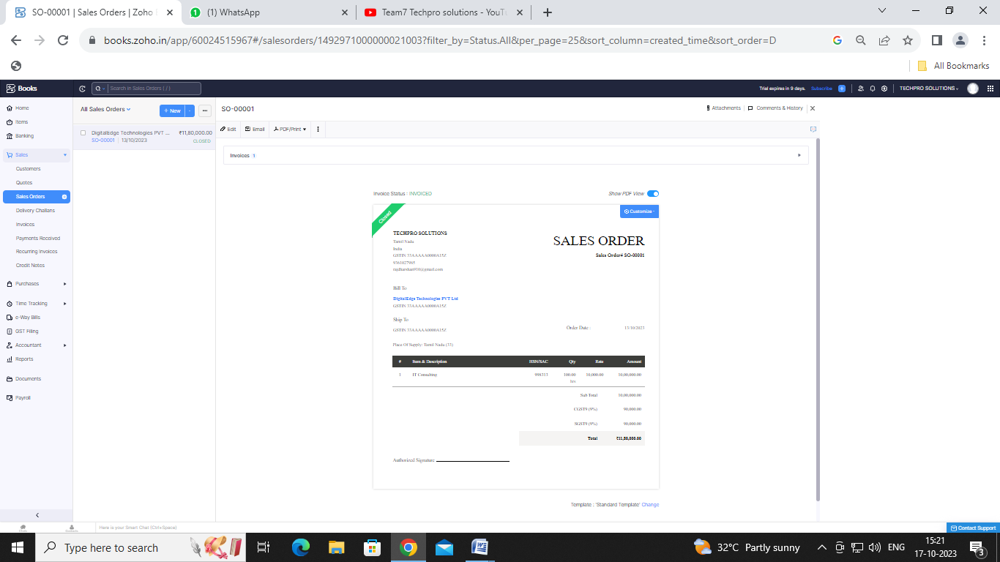 SO-00001 | Sales Orders | Zoho
(1) WhatsApp
Team7 Techpro solutions - YouT
books.zoho.in/app/60024515967#/salesorders/1492971000000021003?filter_by=Status.All&per_page=25&sort_column=created_time&sort_order=D
All Bookmarks
Books
Search in Sales Orders ( / )
Trial expires in 9 days.
Subscribe
TECHPRO SOLUTIONS
Home
Items
Banking
Sales
Customers
Quotes
Sales Orders
Delivery Challans
Invoices
Payments Received
Recurring Invoices
Credit Notes
Purchases
Time Tracking
e-Way Bills
GST Filing
Accountant
Reports
Documents
Payroll
All Sales Orders
+ New
DigitalEdge Technologies PVT ... ₹11,80,000.00
SO-00001 | 13/10/2023
CLOSED
SO-00001
Attachments
Comments & History
Edit
Email
PDF/Print
Invoices 1
Invoice Status : INVOICED
Show PDF View
Closed
Customize
TECHPRO SOLUTIONS
Tamil Nadu
India
GSTIN 33AAAAA0000A15Z
9361027985
rajdharshan910@gmail.com
SALES ORDER
Sales Order# SO-00001
Bill To
DigitalEdge Technologies PVT Ltd
GSTIN 33AAAAA0000A15Z
Ship To
GSTIN 33AAAAA0000A15Z
Order Date : 13/10/2023
Place Of Supply: Tamil Nadu (33)
# Item & Description HSN/SAC Qty Rate Amount
1 IT Consulting 998313 100.00 10,000.00 10,00,000.00
hrs
Sub Total 10,00,000.00
CGST9 (9%) 90,000.00
SGST9 (9%) 90,000.00
Total ₹11,80,000.00
Authorized Signature
Template : 'Standard Template' Change
Chats
Contacts
Here is your Smart Chat (Ctrl+Space)
Contact Support
Type here to search
32°C Partly sunny
ENG
15:21
17-10-2023
3